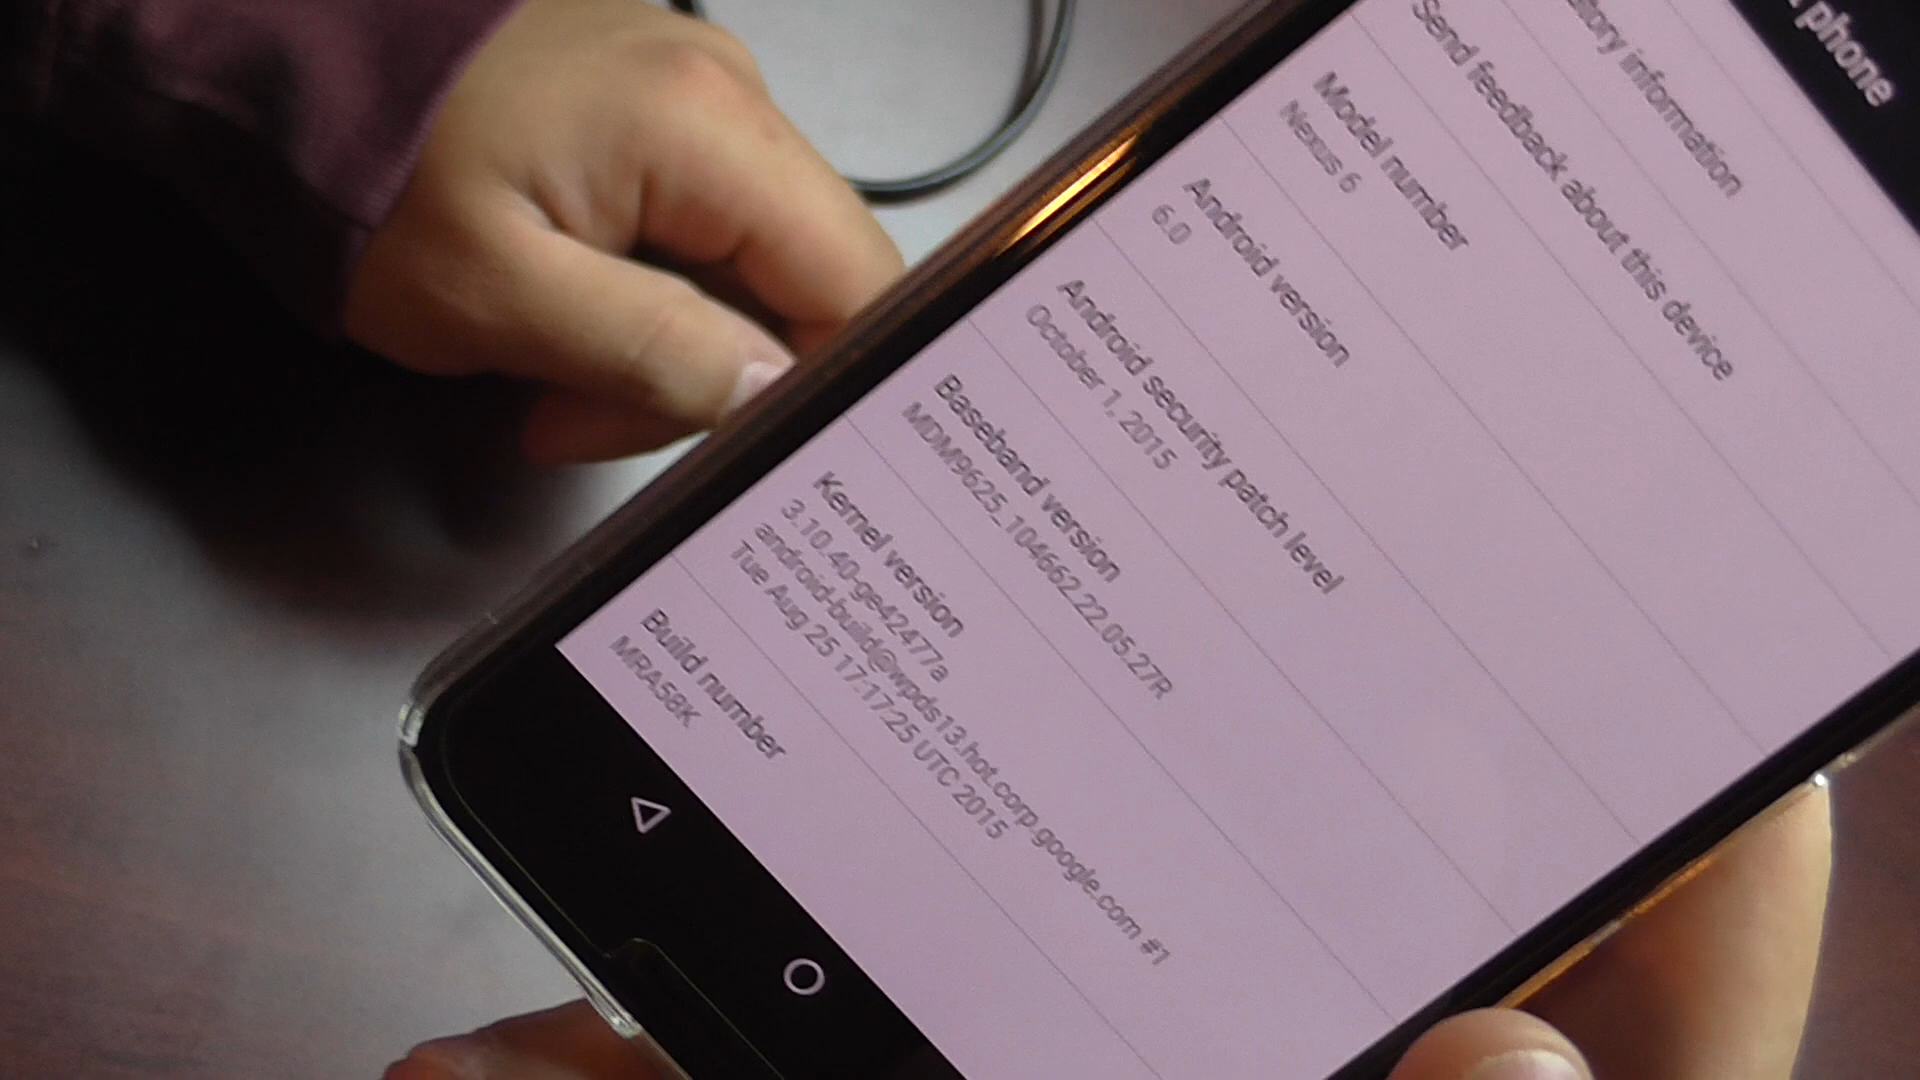 phone
information
Send feedback about this device
Model number
Nexus 6
Android version
6.0
Android security patch level
October 1, 2015
Baseband version
MDM9625_104662.22.05.27R
Kernel version
3.10.40-ge42477a
android-build@wpds13.hot.corp.google.com #1
Tue Aug 25 17:17:25 UTC 2015
Build number
MRA58K